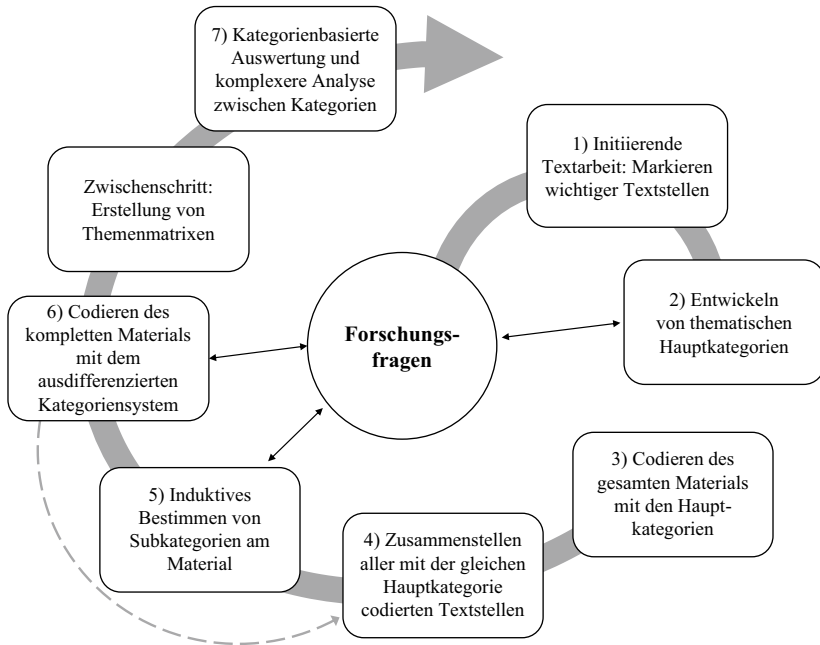 7) Kategorienbasierte
Auswertung und
komplexere Analyse
zwischen Kategorien
1) Initiierende
Textarbeit: Markieren
wichtiger Textstellen
Zwischenschritt:
Erstellung von
Themenmatrixen
2) Entwickeln
von thematischen
Hauptkategorien
Forschungs-
fragen
6) Codieren des
kompletten Materials
mit dem
ausdifferenzierten
Kategoriensystem
3) Codieren des
gesamten Materials
mit den Haupt-
kategorien
5) Induktives
Bestimmen von
Subkategorien am
Material
4) Zusammenstellen
aller mit der gleichen
Hauptkategorie
codierten Textstellen